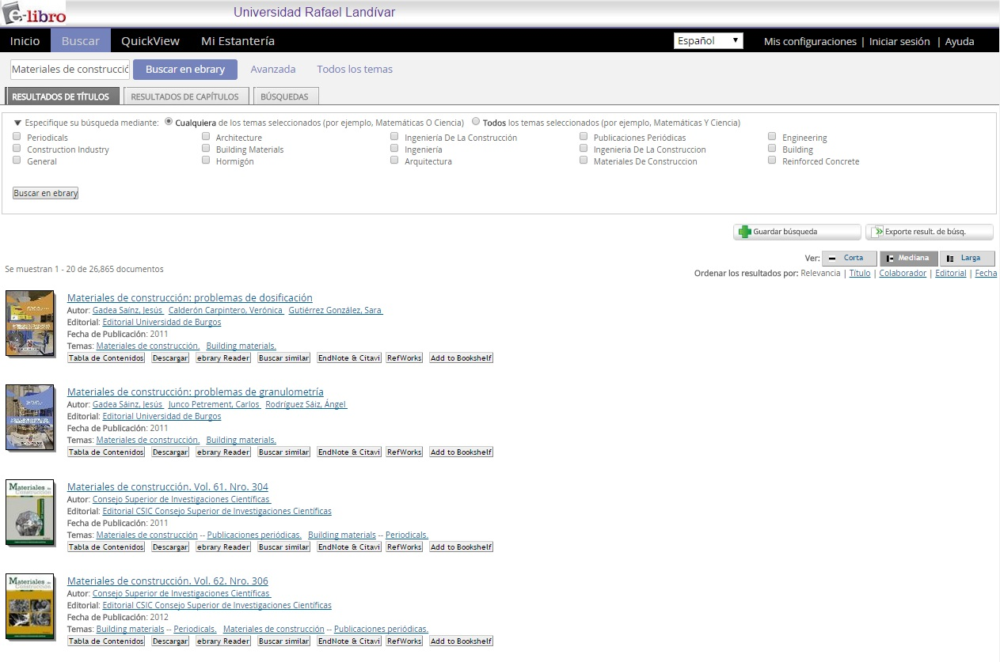 e-libro
Universidad Rafael Landívar
Inicio Buscar QuickView Mi Estantería Español Mis configuraciones | Iniciar sesión | Ayuda
Materiales de construcció Buscar en ebrary Avanzada Todos los temas
RESULTADOS DE TÍTULOS RESULTADOS DE CAPÍTULOS BÚSQUEDAS
Especifique su búsqueda mediante: Cualquiera de los temas seleccionados (por ejemplo, Matemáticas O Ciencia) Todos los temas seleccionados (por ejemplo, Matemáticas Y Ciencia)
Periodicals Architecture Ingeniería De La Construcción Publicaciones Periódicas Engineering
Construction Industry Building Materials Ingeniería Ingenieria De La Construccion Building
General Hormigón Arquitectura Materiales De Construccion Reinforced Concrete
Buscar en ebrary
Guardar búsqueda Exporte result. de búsq.
Ver: Corta Mediana Larga
Se muestran 1 - 20 de 26,865 documentos
Ordenar los resultados por: Relevancia | Título | Colaborador | Editorial | Fecha
Materiales de construcción: problemas de dosificación
Autor: Gadea Saínz, Jesús Calderón Carpintero, Verónica Gutiérrez González, Sara
Editorial: Editorial Universidad de Burgos
Fecha de Publicación: 2011
Temas: Materiales de construcción. Building materials.
Tabla de Contenidos Descargar ebrary Reader Buscar similar EndNote & Citavi RefWorks Add to Bookshelf
Materiales de construcción: problemas de granulometría
Autor: Gadea Sáinz, Jesús Junco Petrement, Carlos Rodríguez Sáiz, Ángel
Editorial: Editorial Universidad de Burgos
Fecha de Publicación: 2011
Temas: Materiales de construcción. Building materials.
Tabla de Contenidos Descargar ebrary Reader Buscar similar EndNote & Citavi RefWorks Add to Bookshelf
Materiales de Construcción
Materiales de construcción. Vol. 61. Nro. 304
Autor: Consejo Superior de Investigaciones Científicas
Editorial: Editorial CSIC Consejo Superior de Investigaciones Científicas
Fecha de Publicación: 2011
Temas: Materiales de construcción -- Publicaciones periódicas. Building materials -- Periodicals.
Tabla de Contenidos Descargar ebrary Reader Buscar similar EndNote & Citavi RefWorks Add to Bookshelf
Materiales de Construcción
Materiales de construcción. Vol. 62. Nro. 306
Autor: Consejo Superior de Investigaciones Científicas
Editorial: Editorial CSIC Consejo Superior de Investigaciones Científicas
Fecha de Publicación: 2012
Temas: Building materials -- Periodicals. Materiales de construcción -- Publicaciones periódicas.
Tabla de Contenidos Descargar ebrary Reader Buscar similar EndNote & Citavi RefWorks Add to Bookshelf